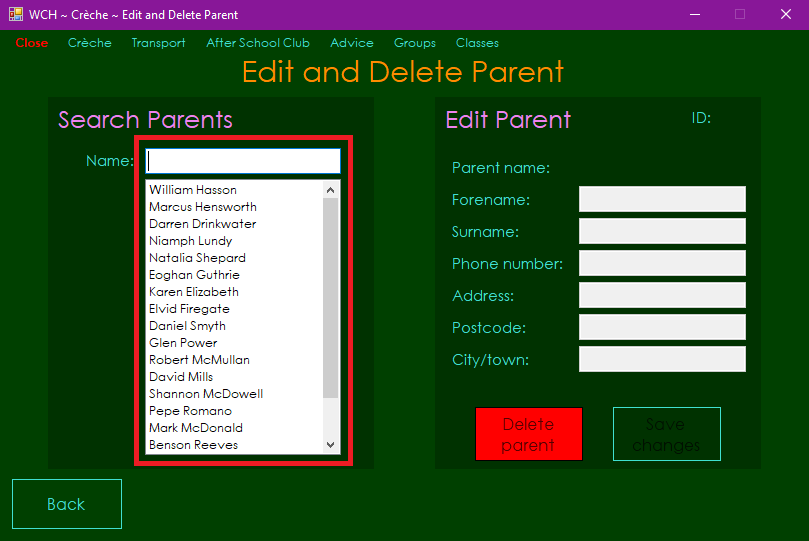 WCH ~ Crèche ~ Edit and Delete Parent
Close Crèche Transport After School Club Advice Groups Classes
Edit and Delete Parent
Search Parents
Name:
William Hasson
Marcus Hensworth
Darren Drinkwater
Niamph Lundy
Natalia Shepard
Eoghan Guthrie
Karen Elizabeth
Elvid Firegate
Daniel Smyth
Glen Power
Robert McMullan
David Mills
Shannon McDowell
Pepe Romano
Mark McDonald
Benson Reeves
Edit Parent
ID:
Parent name:
Forename:
Surname:
Phone number:
Address:
Postcode:
City/town:
Delete
parent
Save
changes
Back